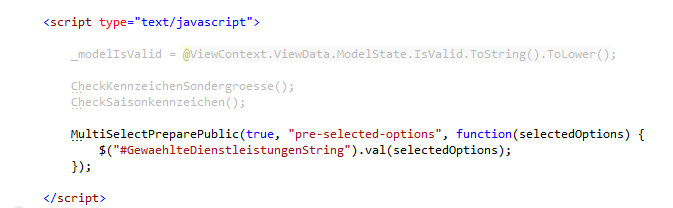 <script type="text/javascript">
_modelIsValid = @ViewContext.ViewData.ModelState.IsValid.ToString().ToLower();
CheckKennzeichenSondergroesse();
CheckSaisonkennzeichen();
MultiSelectPreparePublic(true, "pre-selected-options", function(selectedOptions) {
$("#GewaehlteDienstleistungenString").val(selectedOptions);
});
</script>